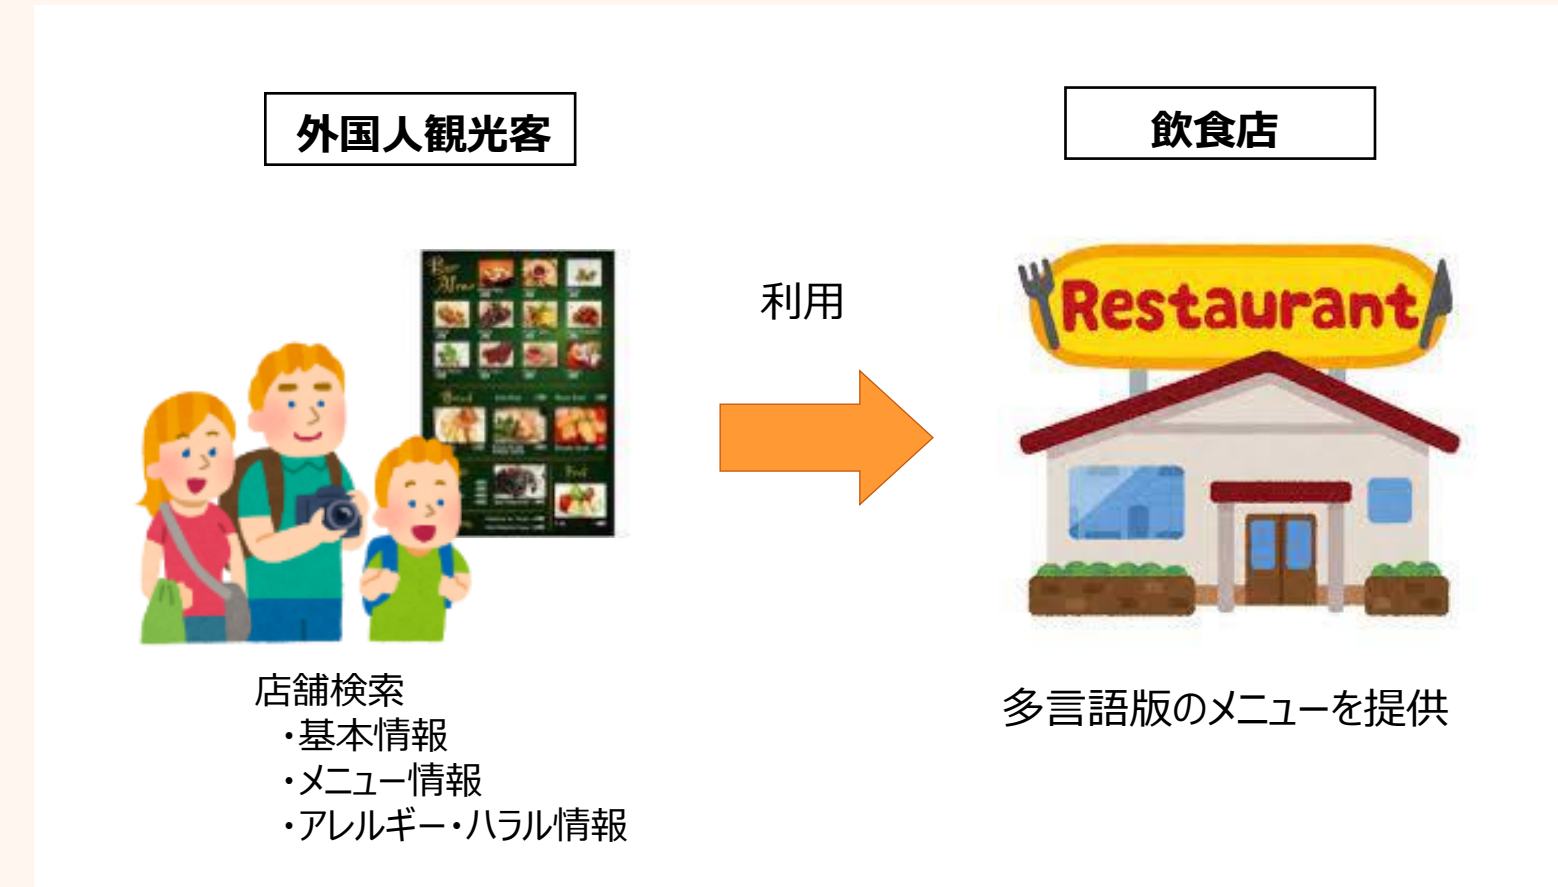 外国人観光客
飲食店
利用
Restaurant
店舗検索
・基本情報
・メニュー情報
・アレルギー・ハラル情報
多言語版のメニューを提供